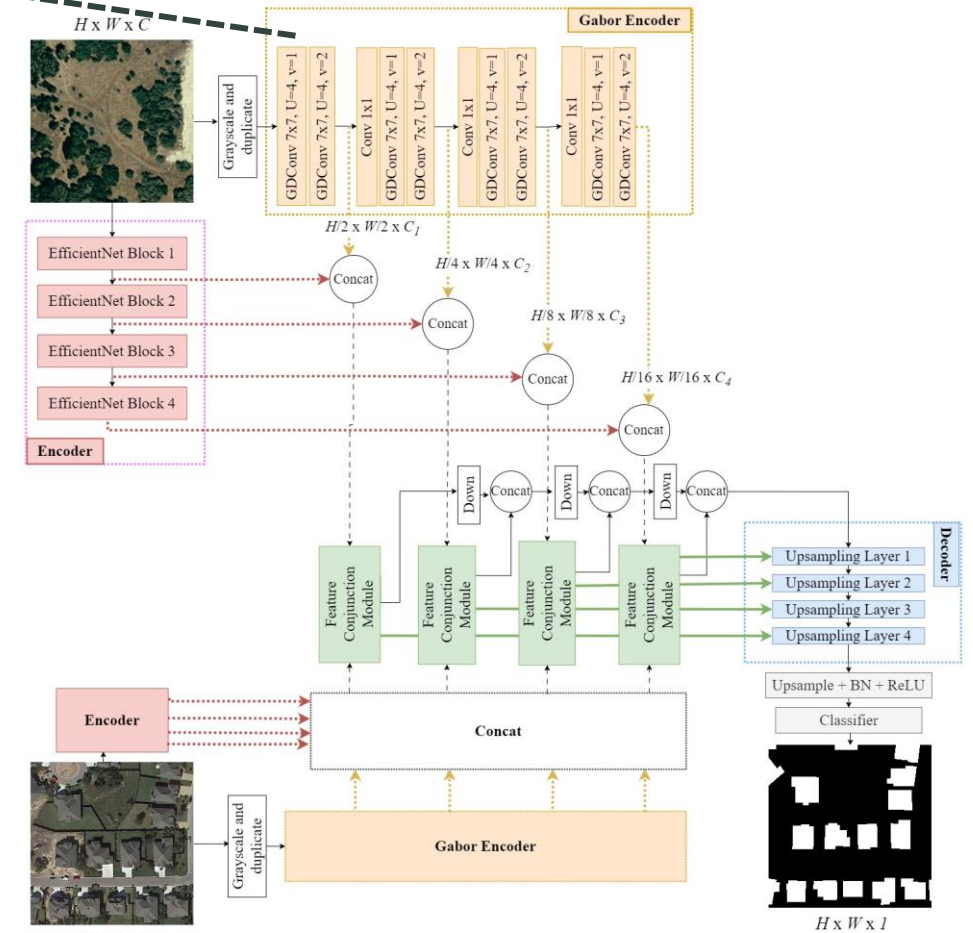 H x W x C
Gabor Encoder
Grayscale and
duplicate
GDConv 7x7, U=4, v=1
GDConv 7x7, U=4, v=2
Conv 1x1
GDConv 7x7, U=4, v=1
GDConv 7x7, U=4, v=2
Conv 1x1
GDConv 7x7, U=4, v=1
GDConv 7x7, U=4, v=2
Conv 1x1
GDConv 7x7, U=4, v=1
GDConv 7x7, U=4, v=2
H/2 x W/2 x C1
H/4 x W/4 x C2
H/8 x W/8 x C3
H/16 x W/16 x C4
EfficientNet Block 1
EfficientNet Block 2
EfficientNet Block 3
EfficientNet Block 4
Encoder
Concat
Concat
Concat
Concat
Down
Concat
Down
Concat
Down
Concat
Feature
Conjunction
Module
Feature
Conjunction
Module
Feature
Conjunction
Module
Feature
Conjunction
Module
Decoder
Upsampling Layer 1
Upsampling Layer 2
Upsampling Layer 3
Upsampling Layer 4
Upsample + BN + ReLU
Classifier
Encoder
Concat
Grayscale and
duplicate
Gabor Encoder
H x W x 1